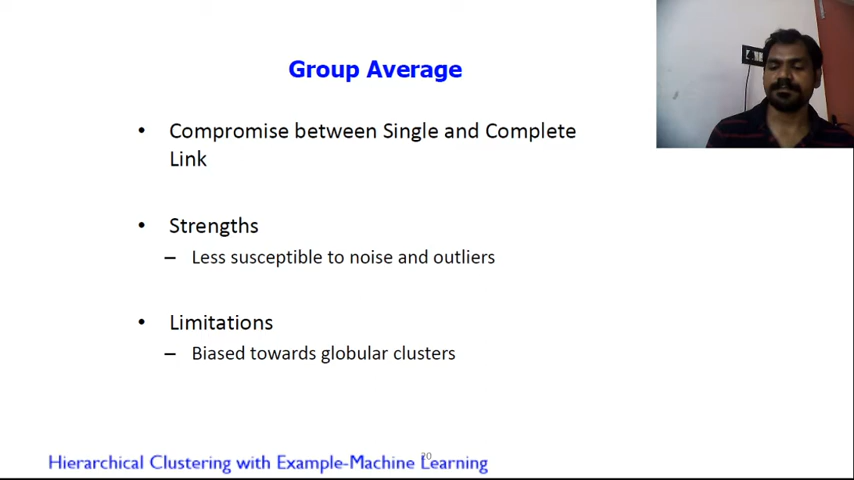 Group Average
• Compromise between Single and Complete
Link
• Strengths
– Less susceptible to noise and outliers
• Limitations
– Biased towards globular clusters
20
Hierarchical Clustering with Example-Machine Learning